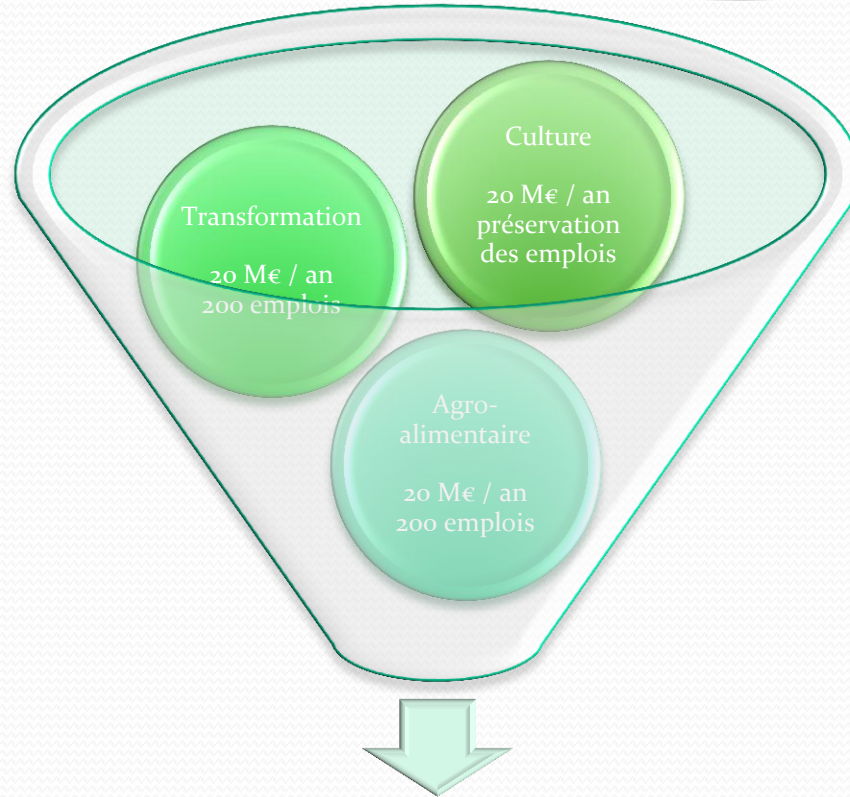 Culture
20 M€ / an
préservation
des emplois
Transformation
20 M€ / an
200 emplois
Agro-
alimentaire
20 M€ / an
200 emplois